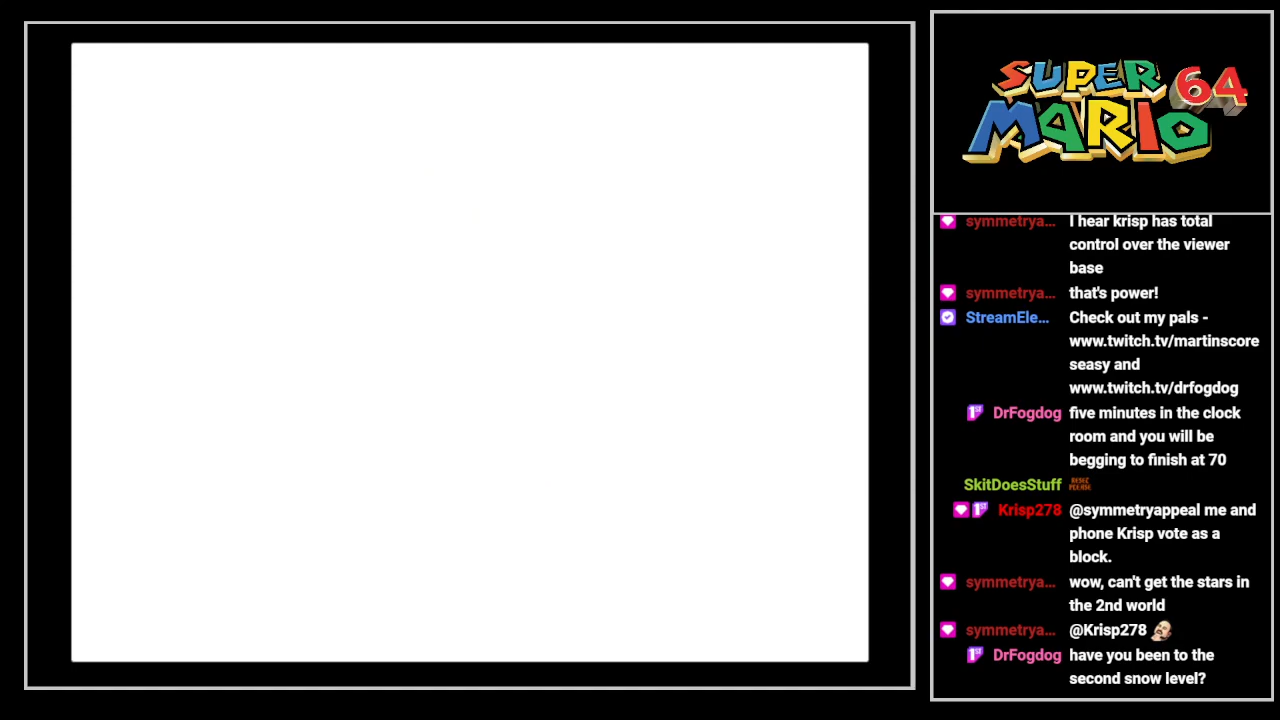 SUPER
MARIO 64
symmetrya... I hear krisp has total
control over the viewer
base
symmetrya... that's power!
StreamEle... Check out my pals -
www.twitch.tv/martinscore
seasy and
www.twitch.tv/drfogdog
1ST DrFogdog five minutes in the clock
room and you will be
begging to finish at 70
SkitDoesStuff
1ST Krisp278 @symmetryappeal me and
phone Krisp vote as a
block.
symmetrya... wow, can't get the stars in
the 2nd world
symmetrya... @Krisp278
1ST DrFogdog have you been to the
second snow level?